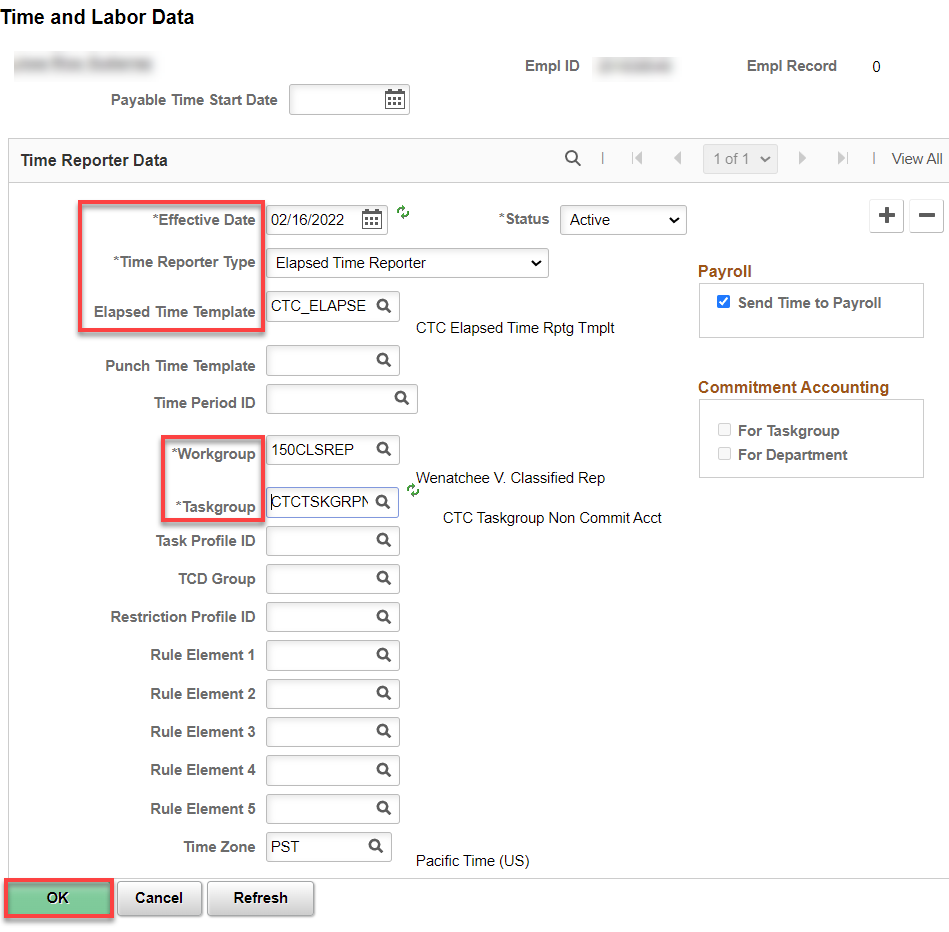 Time and Labor Data
Empl ID
Empl Record 0
Payable Time Start Date
Time Reporter Data
1 of 1
View All
*Effective Date 02/16/2022
*Status Active
*Time Reporter Type Elapsed Time Reporter
Payroll
Send Time to Payroll
Elapsed Time Template CTC_ELAPSE
CTC Elapsed Time Rptg Tmplt
Punch Time Template
Time Period ID
Commitment Accounting
For Taskgroup
For Department
*Workgroup 150CLSREP
Wenatchee V. Classified Rep
*Taskgroup CTCTSKGRPN
CTC Taskgroup Non Commit Acct
Task Profile ID
TCD Group
Restriction Profile ID
Rule Element 1
Rule Element 2
Rule Element 3
Rule Element 4
Rule Element 5
Time Zone PST
Pacific Time (US)
OK
Cancel
Refresh